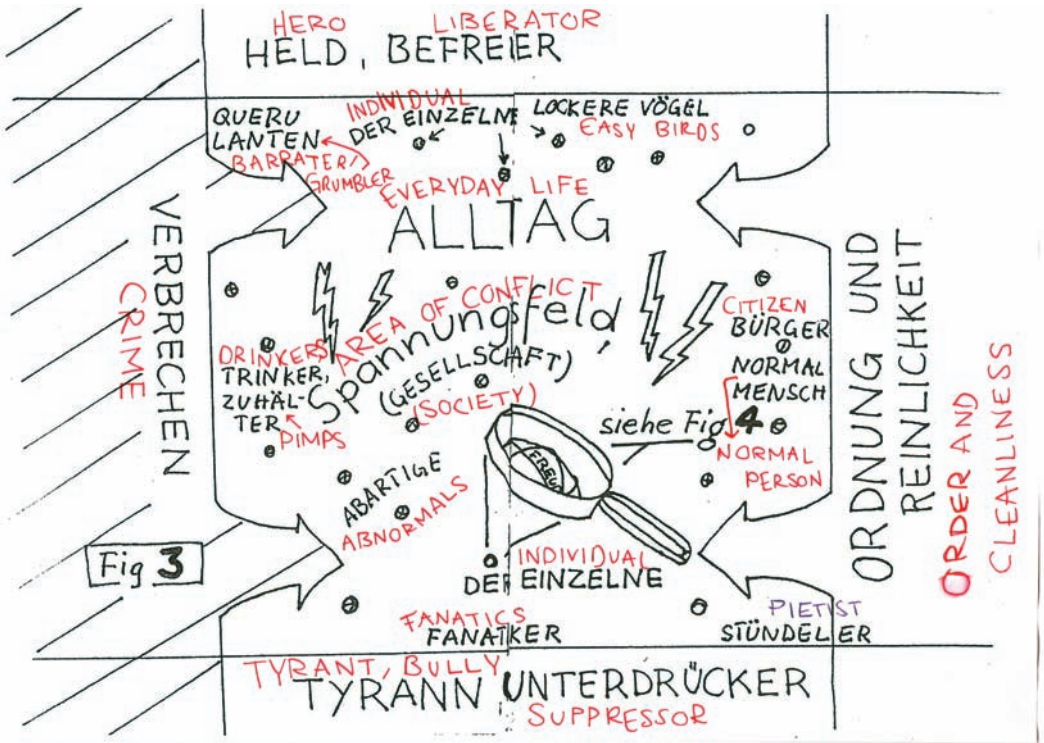 HERO LIBERATOR
HELD, BEFREIER
QUERU
LANTEN
BARRATER/
GRUMBLER
INDIVIDUAL
DER EINZELNE
LOCKERE VÖGEL
EASY BIRDS
EVERYDAY LIFE
ALLTAG
VERBRECHEN
CRIME
AREA OF CONFLICT
Spannungsfeld
(GESELLSCHAFT)
(SOCIETY)
DRINKERS
TRINKER,
ZUHÄL-
TER
PIMPS
CITIZEN
BÜRGER
NORMAL
MENSCH
NORMAL
PERSON
siehe Fig 4
FREUD
ABARTIGE
ABNORMALS
ORDNUNG UND
REINLICHKEIT
ORDER AND
CLEANLINESS
Fig 3
INDIVIDUAL
DER EINZELNE
FANATICS
FANATIKER
PIETIST
STÜNDELER
TYRANT, BULLY
TYRANN UNTERDRÜCKER
SUPPRESSOR